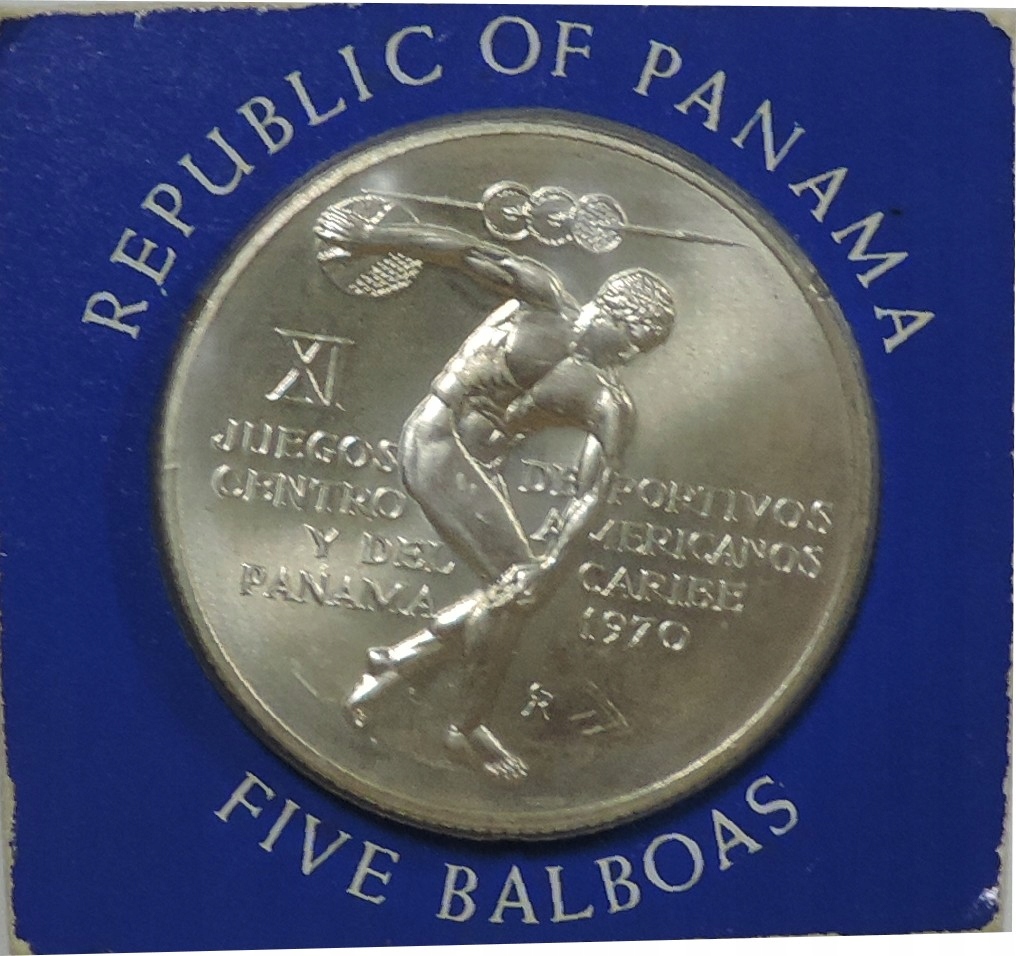 REPUBLIC OF PANAMA
XI
JUEGOS DEPORTIVOS
CENTRO AMERICANOS
Y DEL CARIBE
PANAMA 1970
FIVE BALBOAS